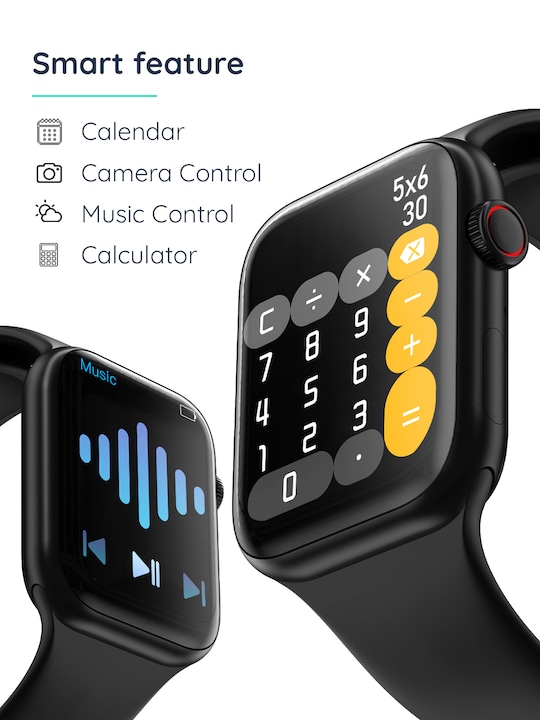 Smart feature
Calendar
Camera Control
Music Control
Calculator
5x6
30
C ÷ ×
7 8 9 −
4 5 6 +
1 2 3 =
0 .
Music